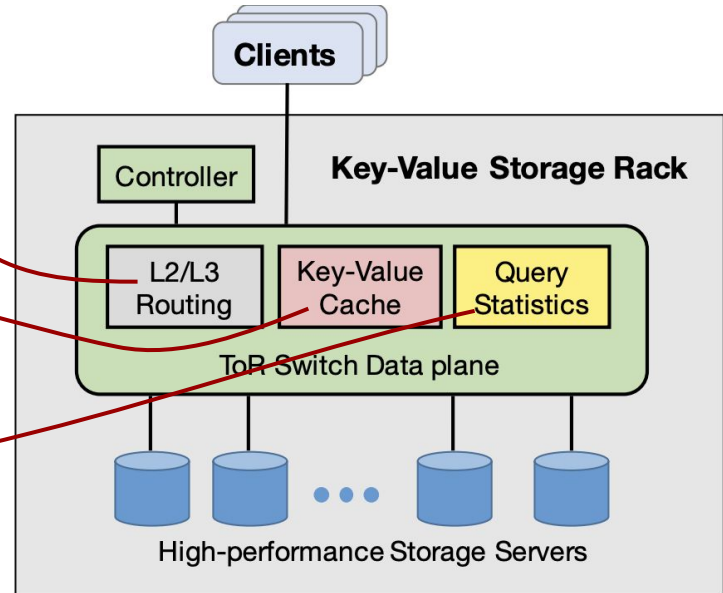 Clients
Key-Value Storage Rack
Controller
L2/L3
Routing
Key-Value
Cache
Query
Statistics
ToR Switch Data plane
High-performance Storage Servers